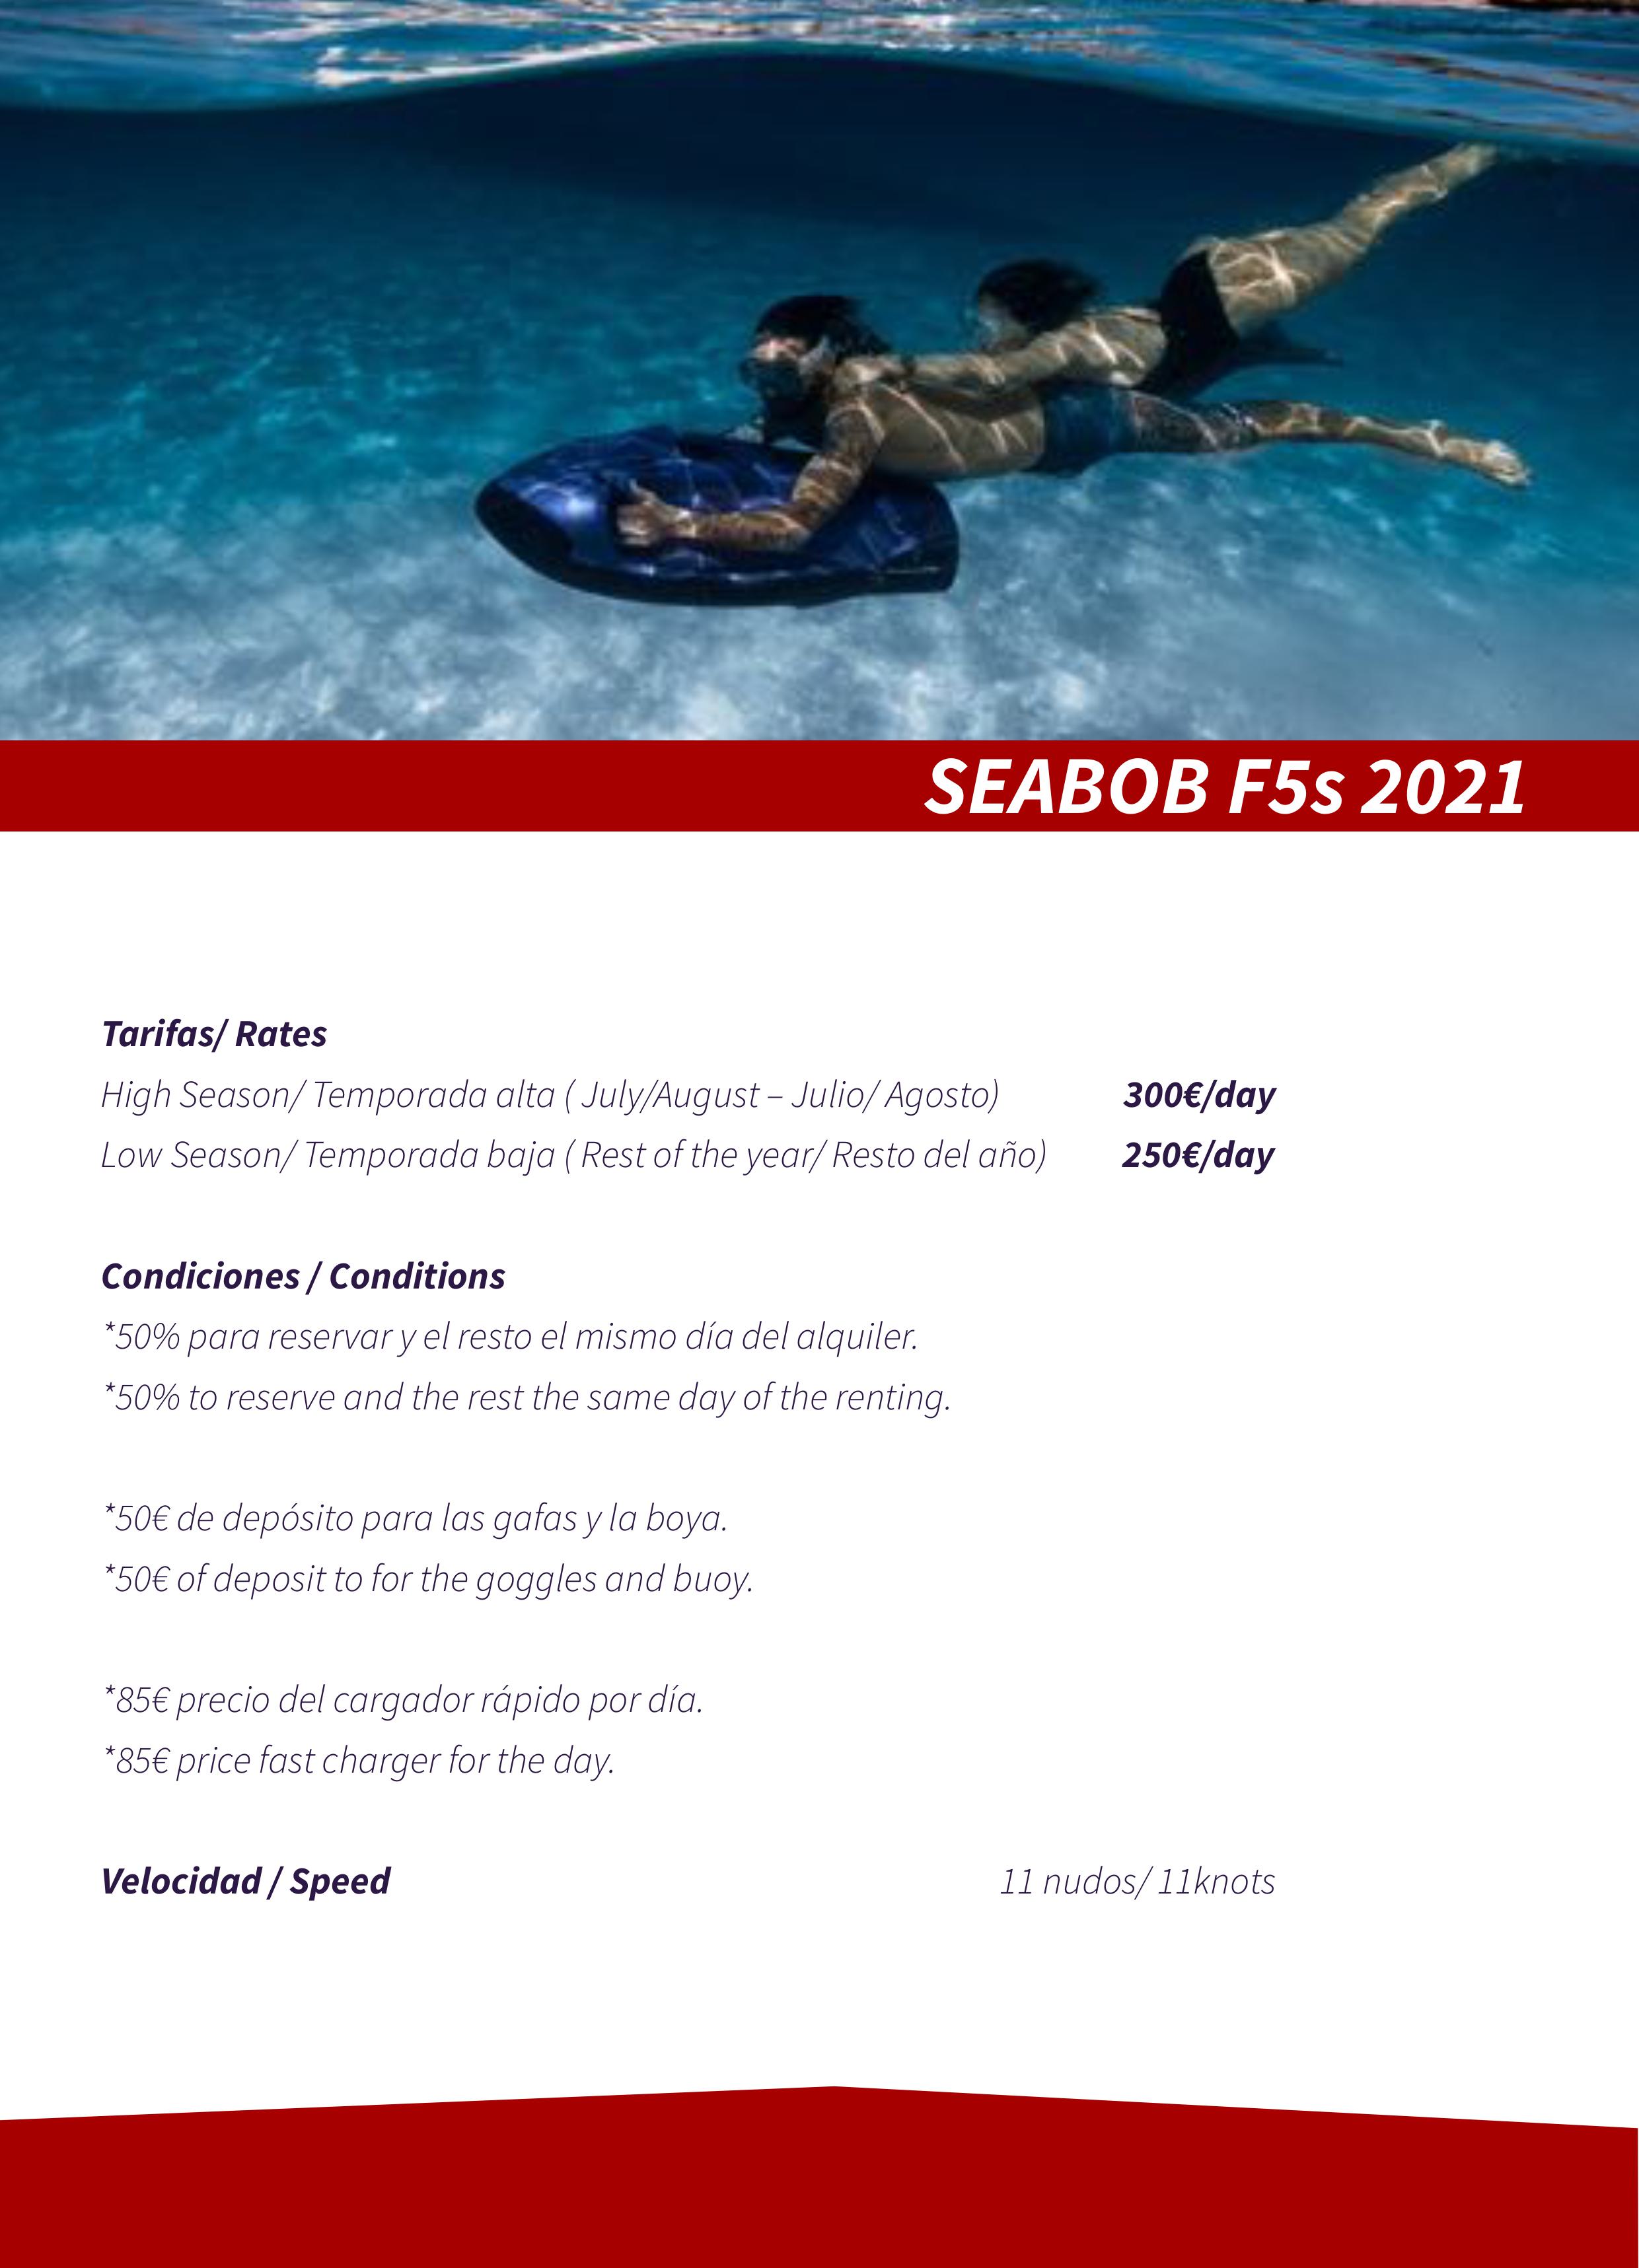 SEABOB F5s 2021
Tarifas/ Rates
High Season/ Temporada alta ( July/August – Julio/ Agosto) 300€/day
Low Season/ Temporada baja ( Rest of the year/ Resto del año) 250€/day
Condiciones / Conditions
*50% para reservar y el resto el mismo día del alquiler.
*50% to reserve and the rest the same day of the renting.
*50€ de depósito para las gafas y la boya.
*50€ of deposit to for the goggles and buoy.
*85€ precio del cargador rápido por día.
*85€ price fast charger for the day.
Velocidad / Speed 11 nudos/ 11knots